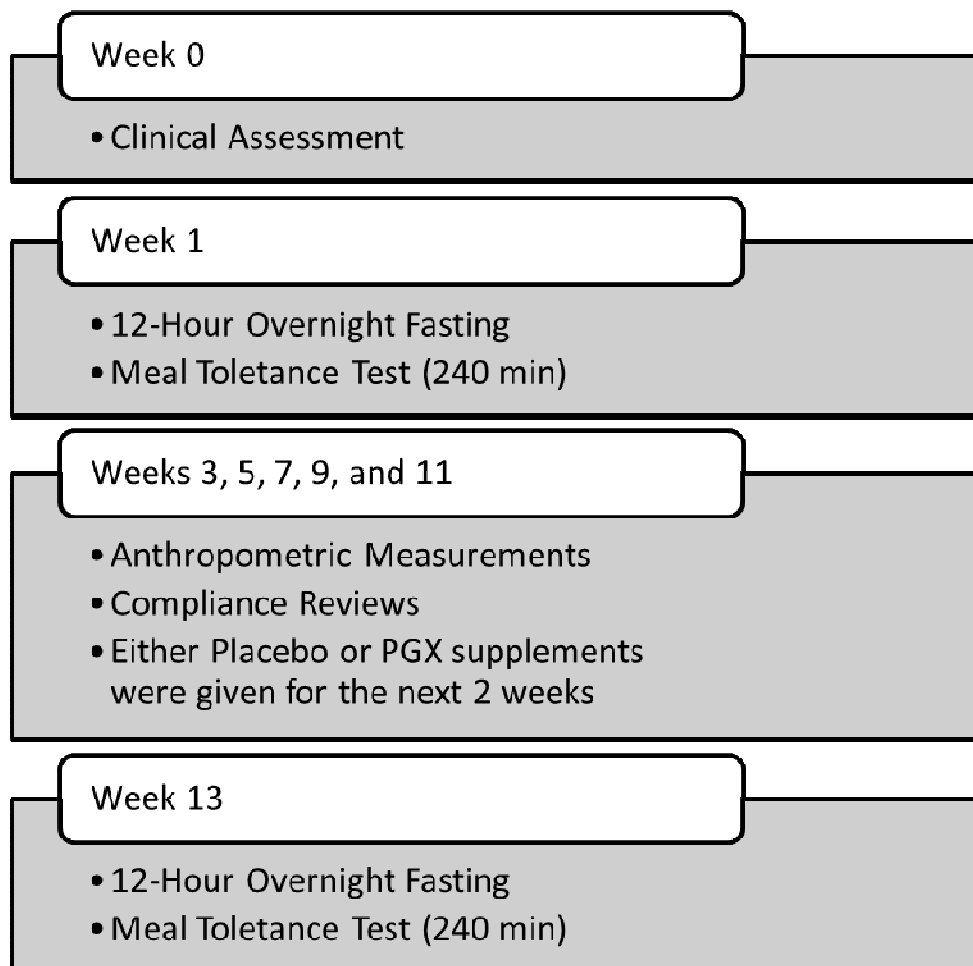 Week 0
• Clinical Assessment
Week 1
• 12-Hour Overnight Fasting
• Meal Toletance Test (240 min)
Weeks 3, 5, 7, 9, and 11
• Anthropometric Measurements
• Compliance Reviews
• Either Placebo or PGX supplements
were given for the next 2 weeks
Week 13
• 12-Hour Overnight Fasting
• Meal Toletance Test (240 min)